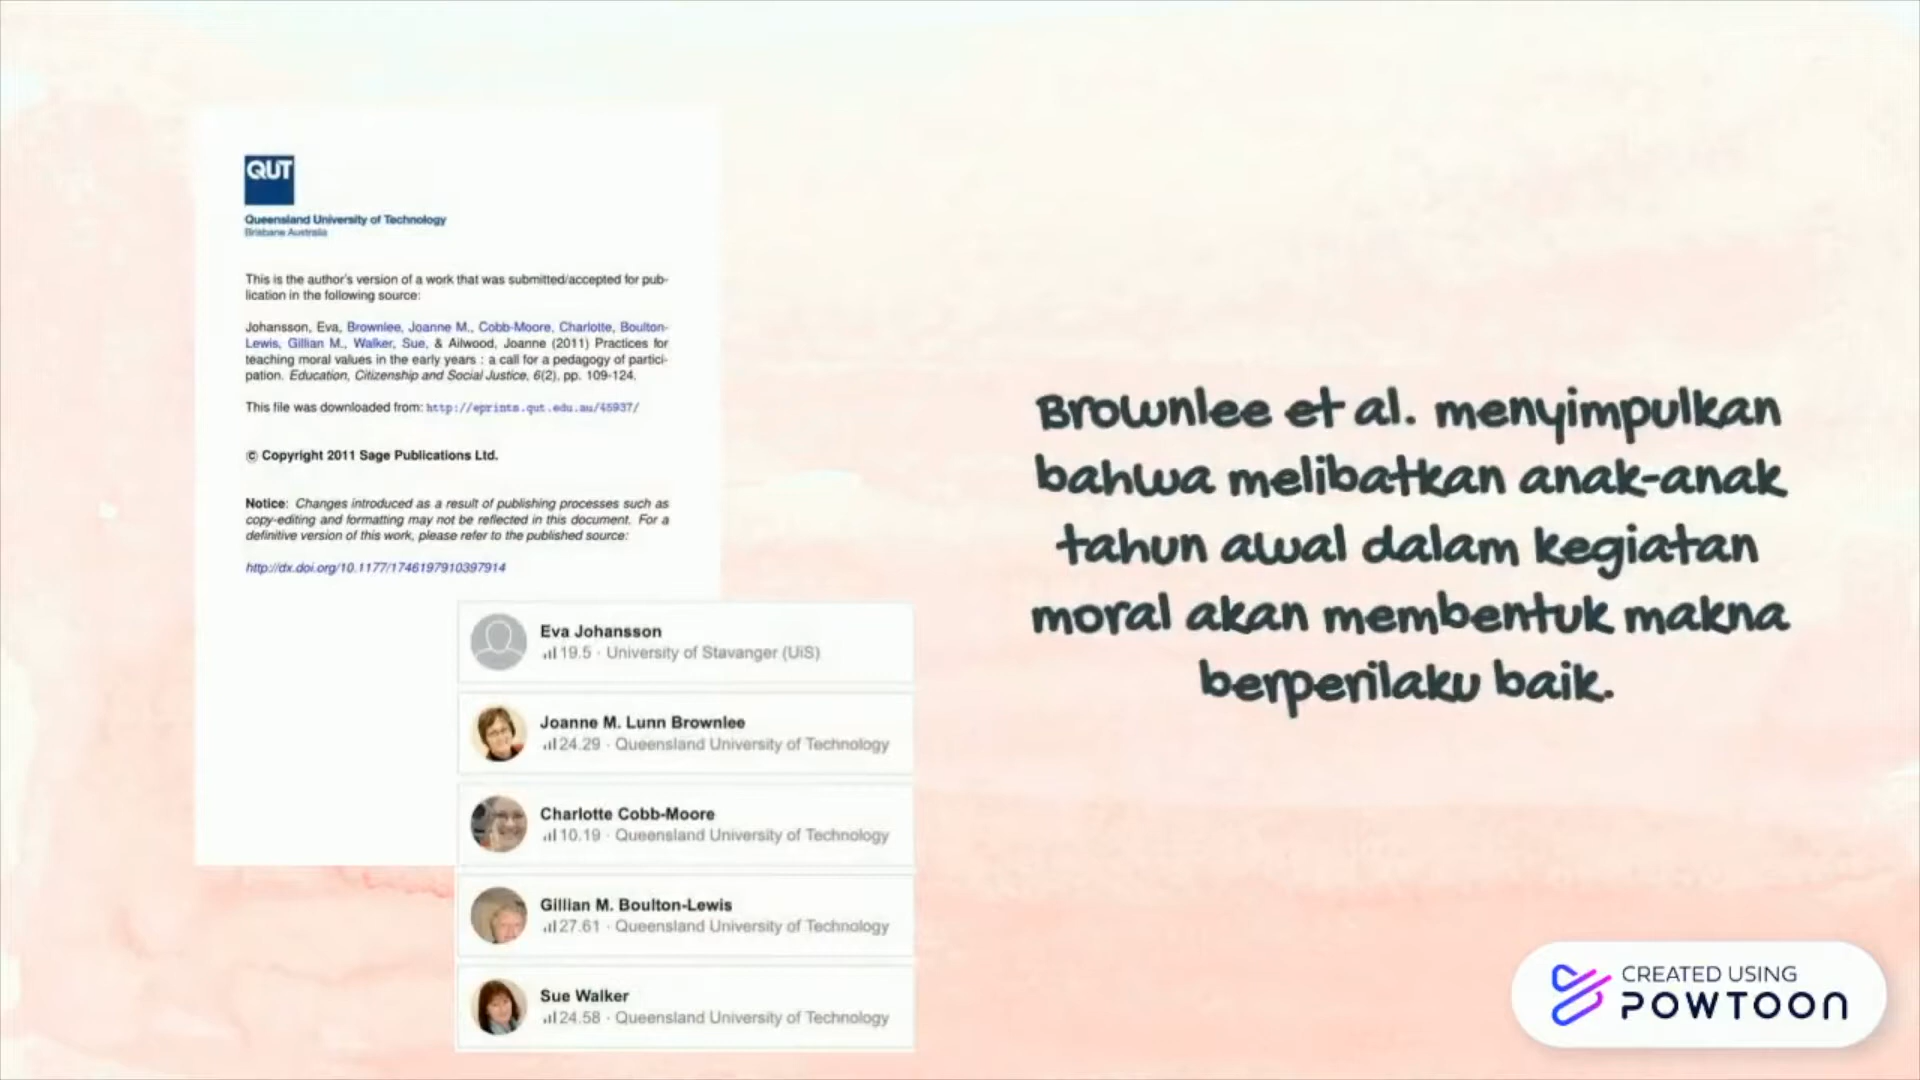 QUT
Queensland University of Technology
Brisbane Australia
This is the author's version of a work that was submitted/accepted for pub-
lication in the following source:
Johansson, Eva, Brownlee, Joanne M., Cobb-Moore, Charlotte, Boulton-
Lewis, Gillian M., Walker, Sue, & Ailwood, Joanne (2011) Practices for
teaching moral values in the early years : a call for a pedagogy of partici-
pation. Education, Citizenship and Social Justice, 6(2), pp. 109-124.
This file was downloaded from: http://eprints.qut.edu.au/45937/
© Copyright 2011 Sage Publications Ltd.
Notice: Changes introduced as a result of publishing processes such as
copy-editing and formatting may not be reflected in this document. For a
definitive version of this work, please refer to the published source:
http://dx.doi.org/10.1177/1746197910397914
Eva Johansson
19.5 · University of Stavanger (UiS)
Joanne M. Lunn Brownlee
24.29 · Queensland University of Technology
Charlotte Cobb-Moore
10.19 · Queensland University of Technology
Gillian M. Boulton-Lewis
27.61 · Queensland University of Technology
Sue Walker
24.58 · Queensland University of Technology
Brownlee et al. menyimpulkan
bahwa melibatkan anak-anak
tahun awal dalam kegiatan
moral akan membentuk makna
berperilaku baik.
CREATED USING
POWTOON